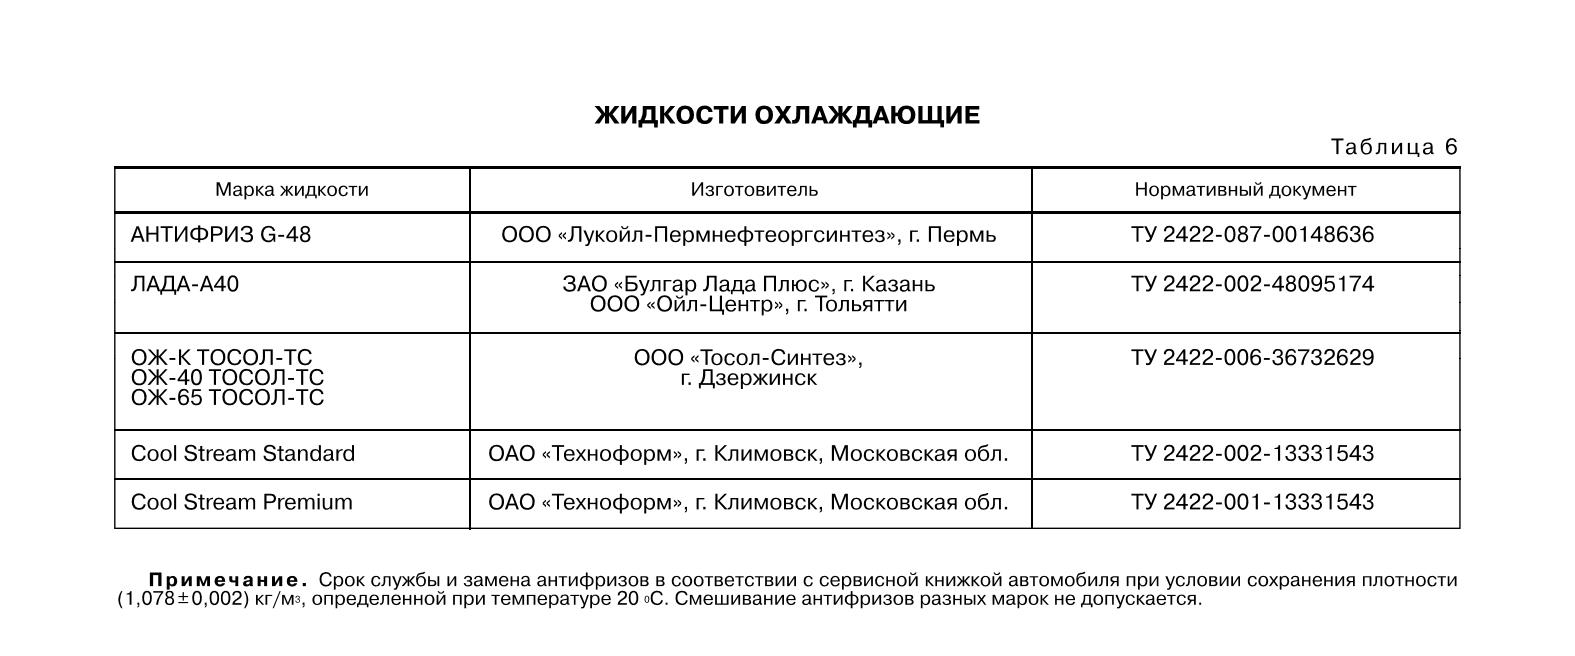 ЖИДКОСТИ ОХЛАЖДАЮЩИЕ
Таблица 6
Марка жидкости Изготовитель Нормативный документ
АНТИФРИЗ G-48 ООО «Лукойл-Пермнефтеоргсинтез», г. Пермь ТУ 2422-087-00148636
ЛАДА-А40 ЗАО «Булгар Лада Плюс», г. Казань ТУ 2422-002-48095174
ООО «Ойл-Центр», г. Тольятти
ОЖ-К ТОСОЛ-ТС ООО «Тосол-Синтез», ТУ 2422-006-36732629
ОЖ-40 ТОСОЛ-ТС г. Дзержинск
ОЖ-65 ТОСОЛ-ТС
Cool Stream Standard ОАО «Техноформ», г. Климовск, Московская обл. ТУ 2422-002-13331543
Cool Stream Premium ОАО «Техноформ», г. Климовск, Московская обл. ТУ 2422-001-13331543
Примечание. Срок службы и замена антифризов в соответствии с сервисной книжкой автомобиля при условии сохранения плотности
(1,078±0,002) кг/м³, определенной при температуре 20 ⁰С. Смешивание антифризов разных марок не допускается.